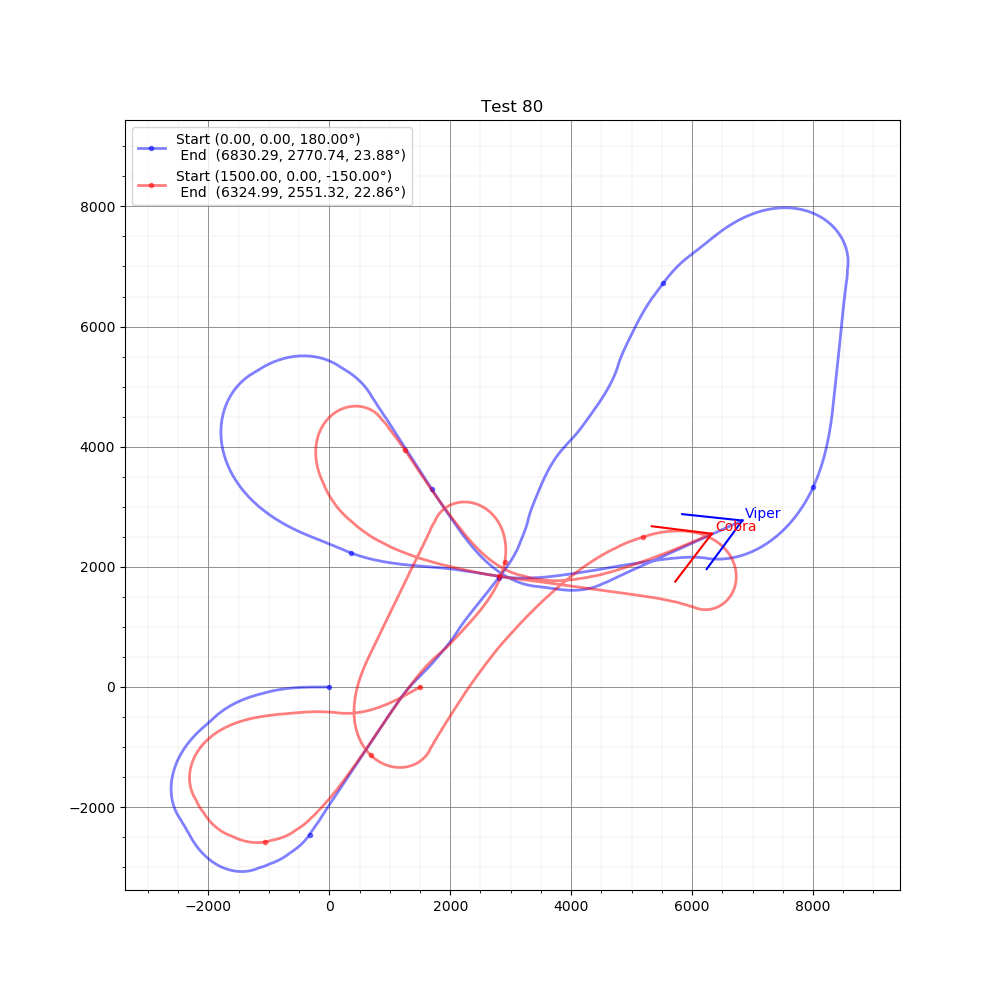 Test 80
Start (0.00, 0.00, 180.00°)
End (6830.29, 2770.74, 23.88°)
Start (1500.00, 0.00, -150.00°)
End (6324.99, 2551.32, 22.86°)
8000
6000
4000
2000
0
−2000
Viper
Cobra
−2000 0 2000 4000 6000 8000